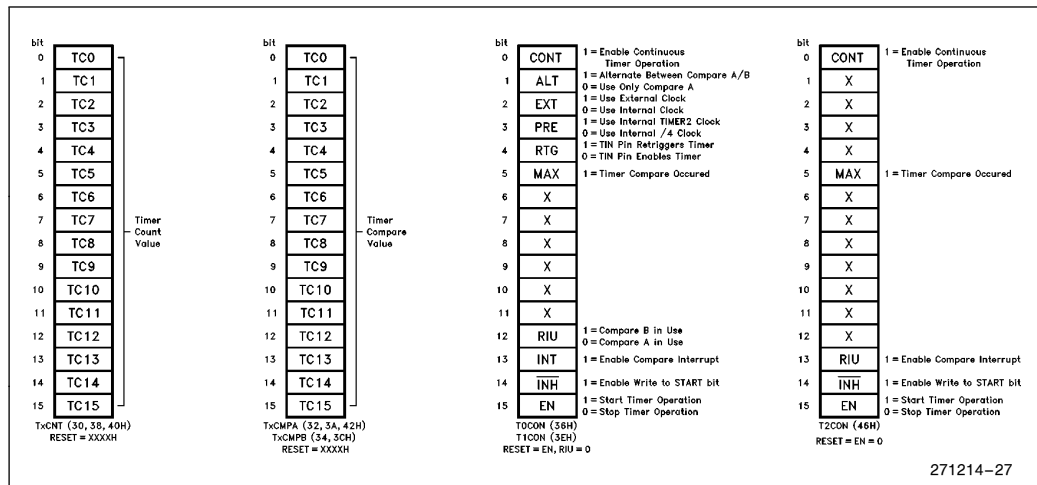 bit
0 TC0
1 TC1
2 TC2
3 TC3
4 TC4
5 TC5
6 TC6
7 TC7
8 TC8
9 TC9
10 TC10
11 TC11
12 TC12
13 TC13
14 TC14
15 TC15
Timer
Count
Value
TxCNT (30, 38, 40H)
RESET = XXXXH
bit
0 TC0
1 TC1
2 TC2
3 TC3
4 TC4
5 TC5
6 TC6
7 TC7
8 TC8
9 TC9
10 TC10
11 TC11
12 TC12
13 TC13
14 TC14
15 TC15
Timer
Compare
Value
TxCMPA (32, 3A, 42H)
TxCMPB (34, 3CH)
RESET = XXXXH
bit
0 CONT 1 = Enable Continuous
Timer Operation
1 ALT 1 = Alternate Between Compare A/B
0 = Use Only Compare A
2 EXT 1 = Use External Clock
0 = Use Internal Clock
3 PRE 1 = Use Internal TIMER2 Clock
0 = Use Internal /4 Clock
4 RTG 1 = TIN Pin Retriggers Timer
0 = TIN Pin Enables Timer
5 MAX 1 = Timer Compare Occured
6 X
7 X
8 X
9 X
10 X
11 X
12 RIU 1 = Compare B in Use
0 = Compare A in Use
13 INT 1 = Enable Compare Interrupt
14 INH 1 = Enable Write to START bit
15 EN 1 = Start Timer Operation
0 = Stop Timer Operation
T0CON (36H)
T1CON (3EH)
RESET = EN, RIU = 0
bit
0 CONT 1 = Enable Continuous
Timer Operation
1 X
2 X
3 X
4 X
5 MAX 1 = Timer Compare Occured
6 X
7 X
8 X
9 X
10 X
11 X
12 X
13 RIU 1 = Enable Compare Interrupt
14 INH 1 = Enable Write to START bit
15 EN 1 = Start Timer Operation
0 = Stop Timer Operation
T2CON (46H)
RESET = EN = 0
271214–27